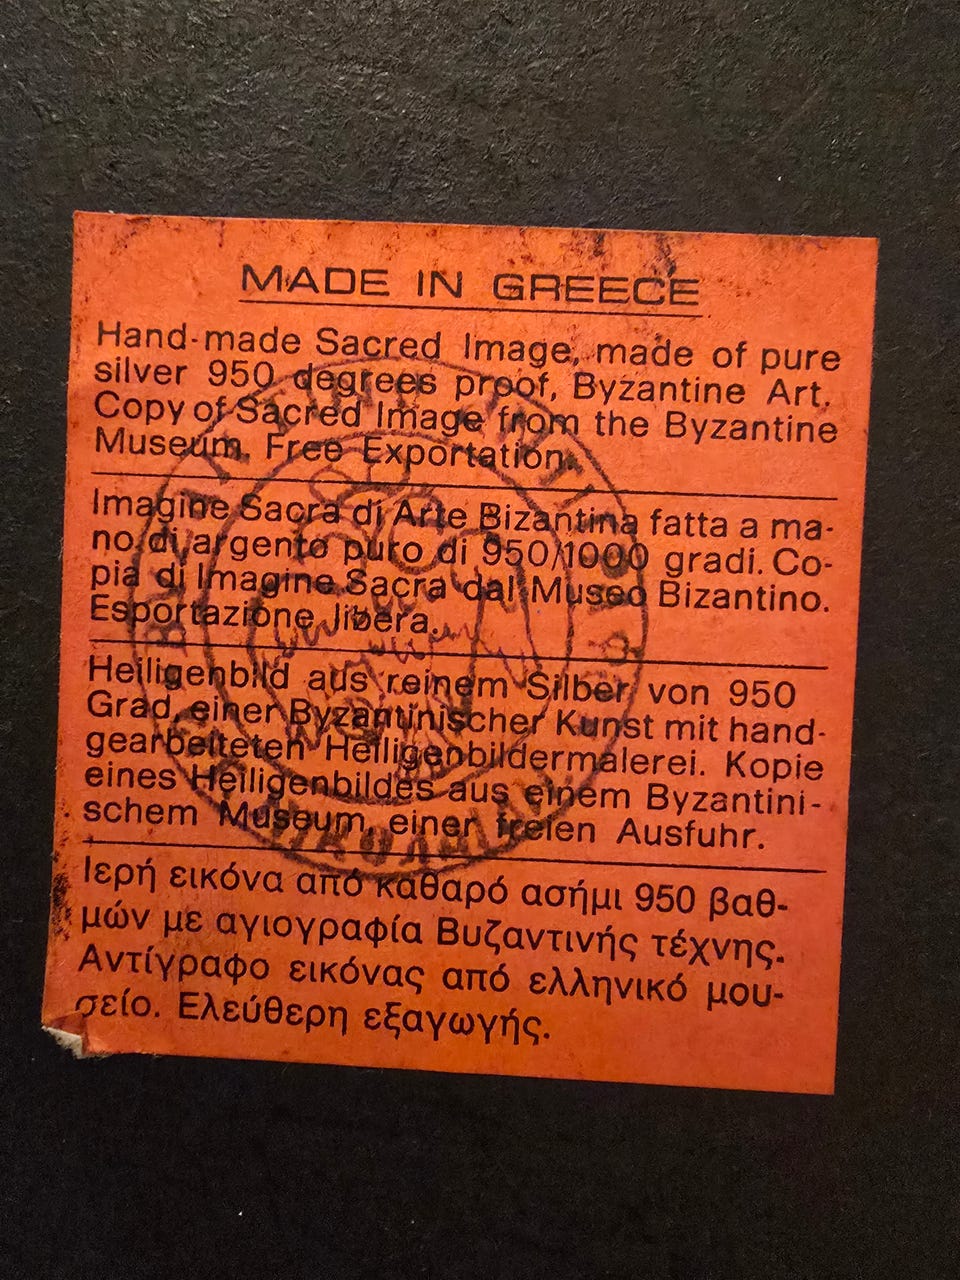 MADE IN GREECE
Hand-made Sacred Image, made of pure
silver 950 degrees proof, Byzantine Art.
Copy of Sacred Image from the Byzantine
Museum. Free Exportation.
Imagine Sacra di Arte Bizantina fatta a ma-
no di argento puro di 950/1000 gradi. Co-
pia di Imagine Sacra dal Museo Bizantino.
Esportazione libera.
Heiligenbild aus reinem Silber von 950
Grad, einer Byzantinischer Kunst mit hand-
gearbeiteten Heiligenbildermalerei. Kopie
eines Heiligenbildes aus einem Byzantini-
schem Museum, einer freien Ausfuhr.
Ιερή εικόνα από καθαρό ασήμι 950 βαθ-
μών με αγιογραφία Βυζαντινής τέχνης.
Αντίγραφο εικόνας από ελληνικό μου-
σείο. Ελεύθερη εξαγωγής.